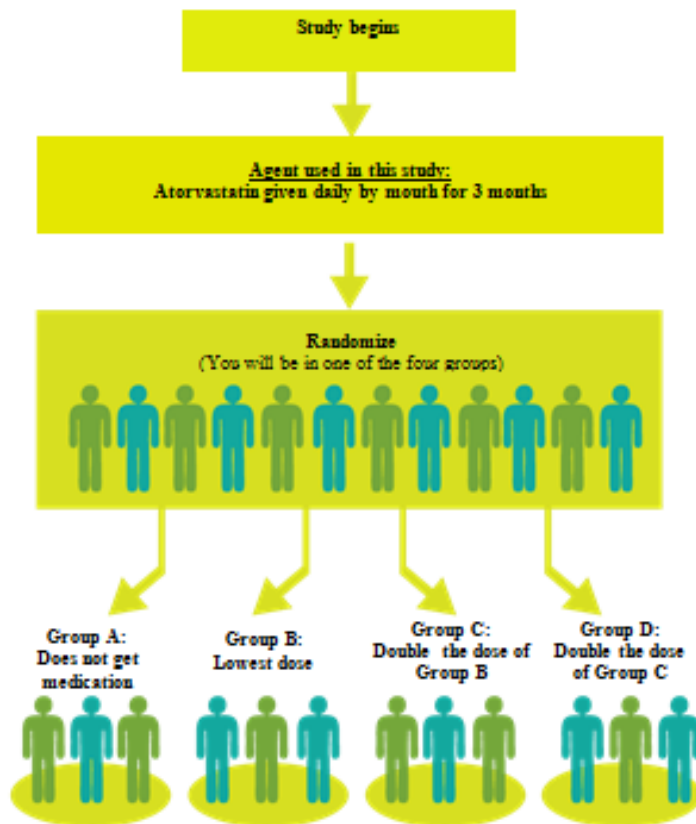 Study begins
Agent used in this study:
Atorvastatin given daily by mouth for 3 months
Randomize
(You will be in one of the four groups)
Group A:
Does not get
medication
Group B:
Lowest dose
Group C:
Double the dose of
Group B
Group D:
Double the dose
of Group C